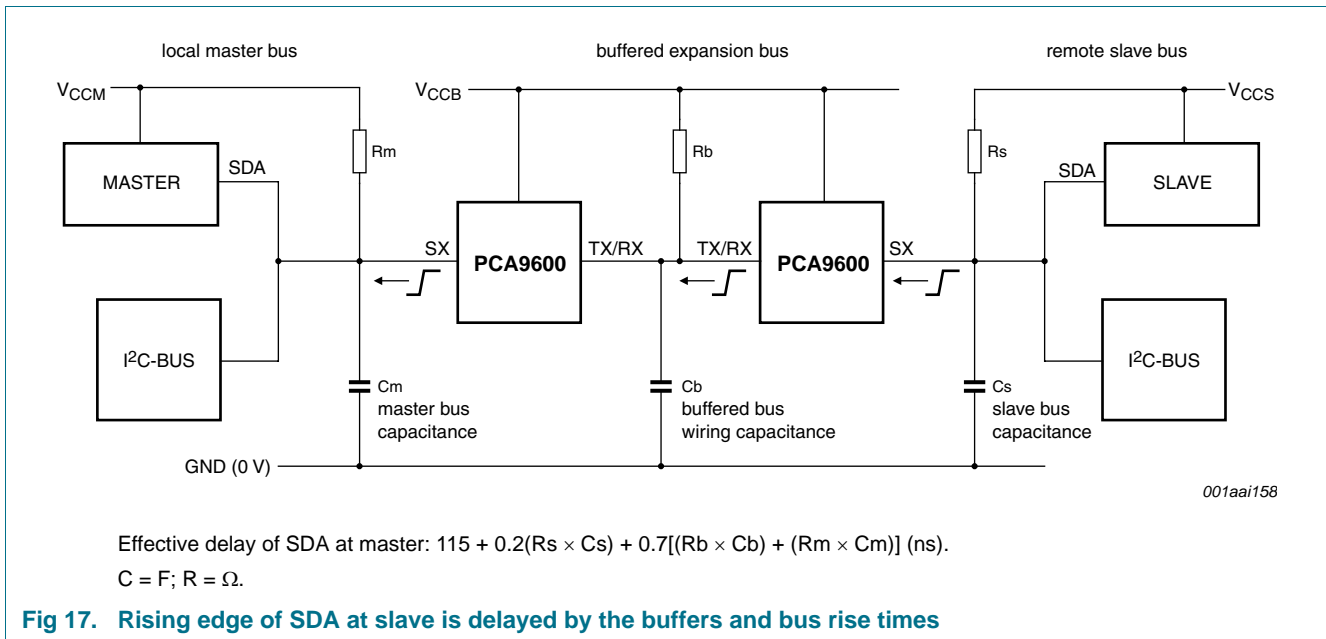 local master bus
buffered expansion bus
remote slave bus
VCCM
VCCB
VCCS
Rm
Rb
Rs
MASTER
SDA
SDA
SLAVE
SX
PCA9600
TX/RX
TX/RX
PCA9600
SX
I²C-BUS
I²C-BUS
Cm
master bus
capacitance
Cb
buffered bus
wiring capacitance
Cs
slave bus
capacitance
GND (0 V)
001aai158
Effective delay of SDA at master: 115 + 0.2(Rs × Cs) + 0.7[(Rb × Cb) + (Rm × Cm)] (ns).
C = F; R = Ω.
Fig 17. Rising edge of SDA at slave is delayed by the buffers and bus rise times